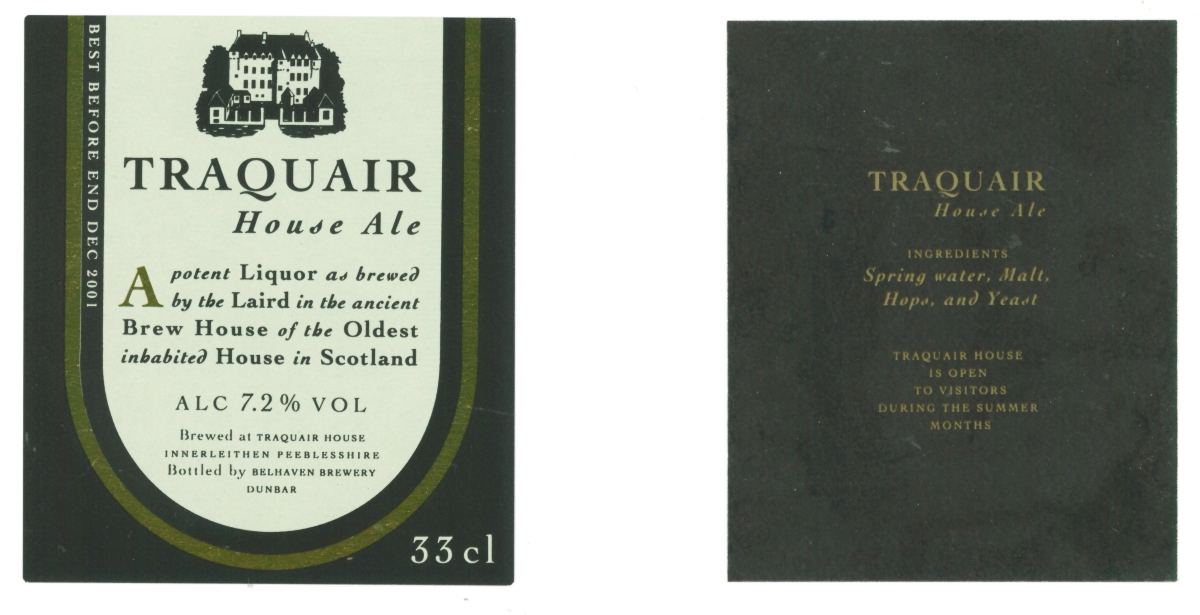 BEST BEFORE END DEC 2001
TRAQUAIR
House Ale
A potent Liquor as brewed
by the Laird in the ancient
Brew House of the Oldest
inhabited House in Scotland
ALC 7.2% VOL
Brewed at TRAQUAIR HOUSE
INNERLEITHEN PEEBLESSHIRE
Bottled by BELHAVEN BREWERY
DUNBAR
33 cl
TRAQUAIR
House Ale
INGREDIENTS
Spring water, Malt,
Hops, and Yeast
TRAQUAIR HOUSE
IS OPEN
TO VISITORS
DURING THE SUMMER
MONTHS